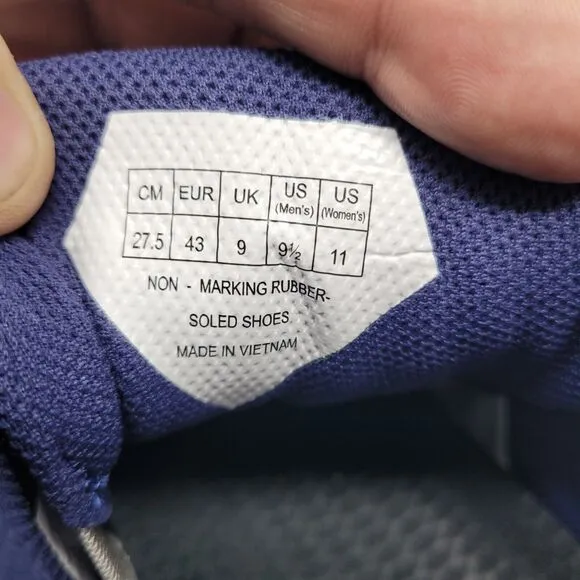 CM EUR UK US (Men's) US (Women's)
27.5 43 9 9½ 11
NON - MARKING RUBBER-
SOLED SHOES
MADE IN VIETNAM